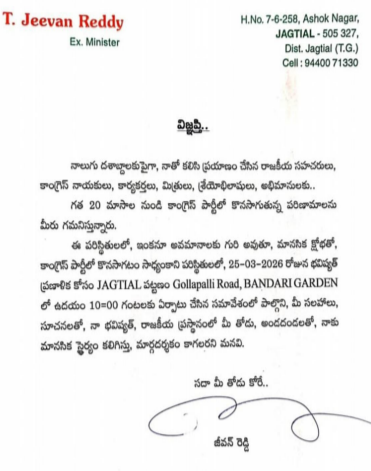 T. Jeevan Reddy
Ex. Minister
H.No. 7-6-258, Ashok Nagar,
JAGTIAL - 505 327,
Dist. Jagtial (T.G.)
Cell : 94400 71330
విజ్ఞప్తి..
నాలుగు దశాబ్దాలకుపైగా, నాతో కలిసి ప్రయాణం చేసిన రాజకీయ సహచరులు,
కాంగ్రెస్ నాయకులు, కార్యకర్తలు, మిత్రులు, శ్రేయోభిలాషులు, అభిమానులకు..
గత 20 మాసాల నుండి కాంగ్రెస్ పార్టీలో కొనసాగుతున్న పరిణామాలను
మీరు గమనిస్తున్నారు.
ఈ పరిస్థితులలో, ఇంకనూ అవమానాలకు గురి అవుతూ, మానసిక క్షోభతో,
కాంగ్రెస్ పార్టీలో కొనసాగటం సాధ్యంకాని పరిస్థితులలో, 25-03-2026 రోజున భవిష్యత్
ప్రణాళిక కోసం JAGTIAL పట్టణం Gollapalli Road, BANDARI GARDEN
లో ఉదయం 10=00 గంటలకు ఏర్పాటు చేసిన సమావేశంలో పాల్గొని, మీ సలహాలు,
సూచనలతో, నా భవిష్యత్, రాజకీయ ప్రస్థానంలో మీ తోడు, అండదండలతో, నాకు
మానసిక స్థైర్యం కలిగిస్తు, మార్గదర్శకం కాగలరని మనవి.
సదా మీ తోడు కోరే..
జీవన్ రెడ్డి